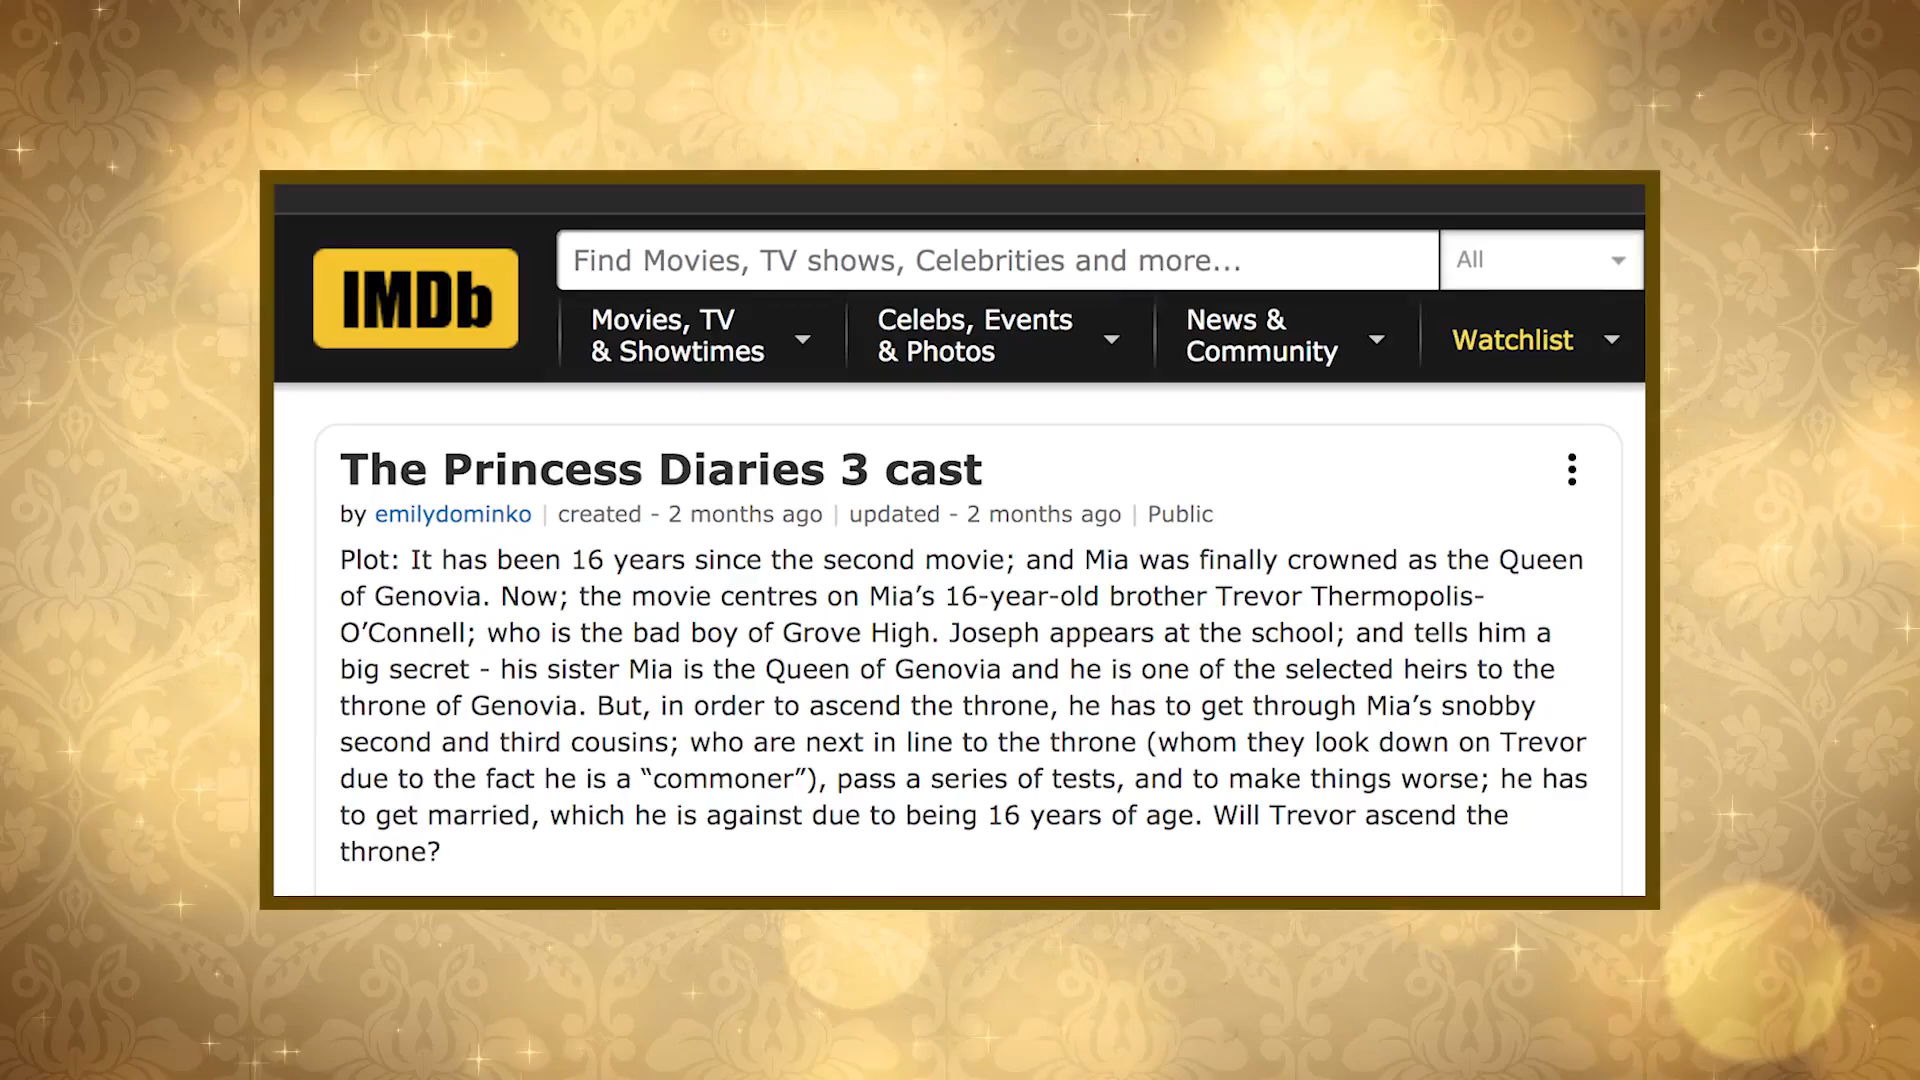 IMDb
Find Movies, TV shows, Celebrities and more...
All
Movies, TV
& Showtimes
Celebs, Events
& Photos
News &
Community
Watchlist
The Princess Diaries 3 cast
by emilydominko | created - 2 months ago | updated - 2 months ago | Public
Plot: It has been 16 years since the second movie; and Mia was finally crowned as the Queen
of Genovia. Now; the movie centres on Mia’s 16-year-old brother Trevor Thermopolis-
O’Connell; who is the bad boy of Grove High. Joseph appears at the school; and tells him a
big secret - his sister Mia is the Queen of Genovia and he is one of the selected heirs to the
throne of Genovia. But, in order to ascend the throne, he has to get through Mia’s snobby
second and third cousins; who are next in line to the throne (whom they look down on Trevor
due to the fact he is a “commoner”), pass a series of tests, and to make things worse; he has
to get married, which he is against due to being 16 years of age. Will Trevor ascend the
throne?